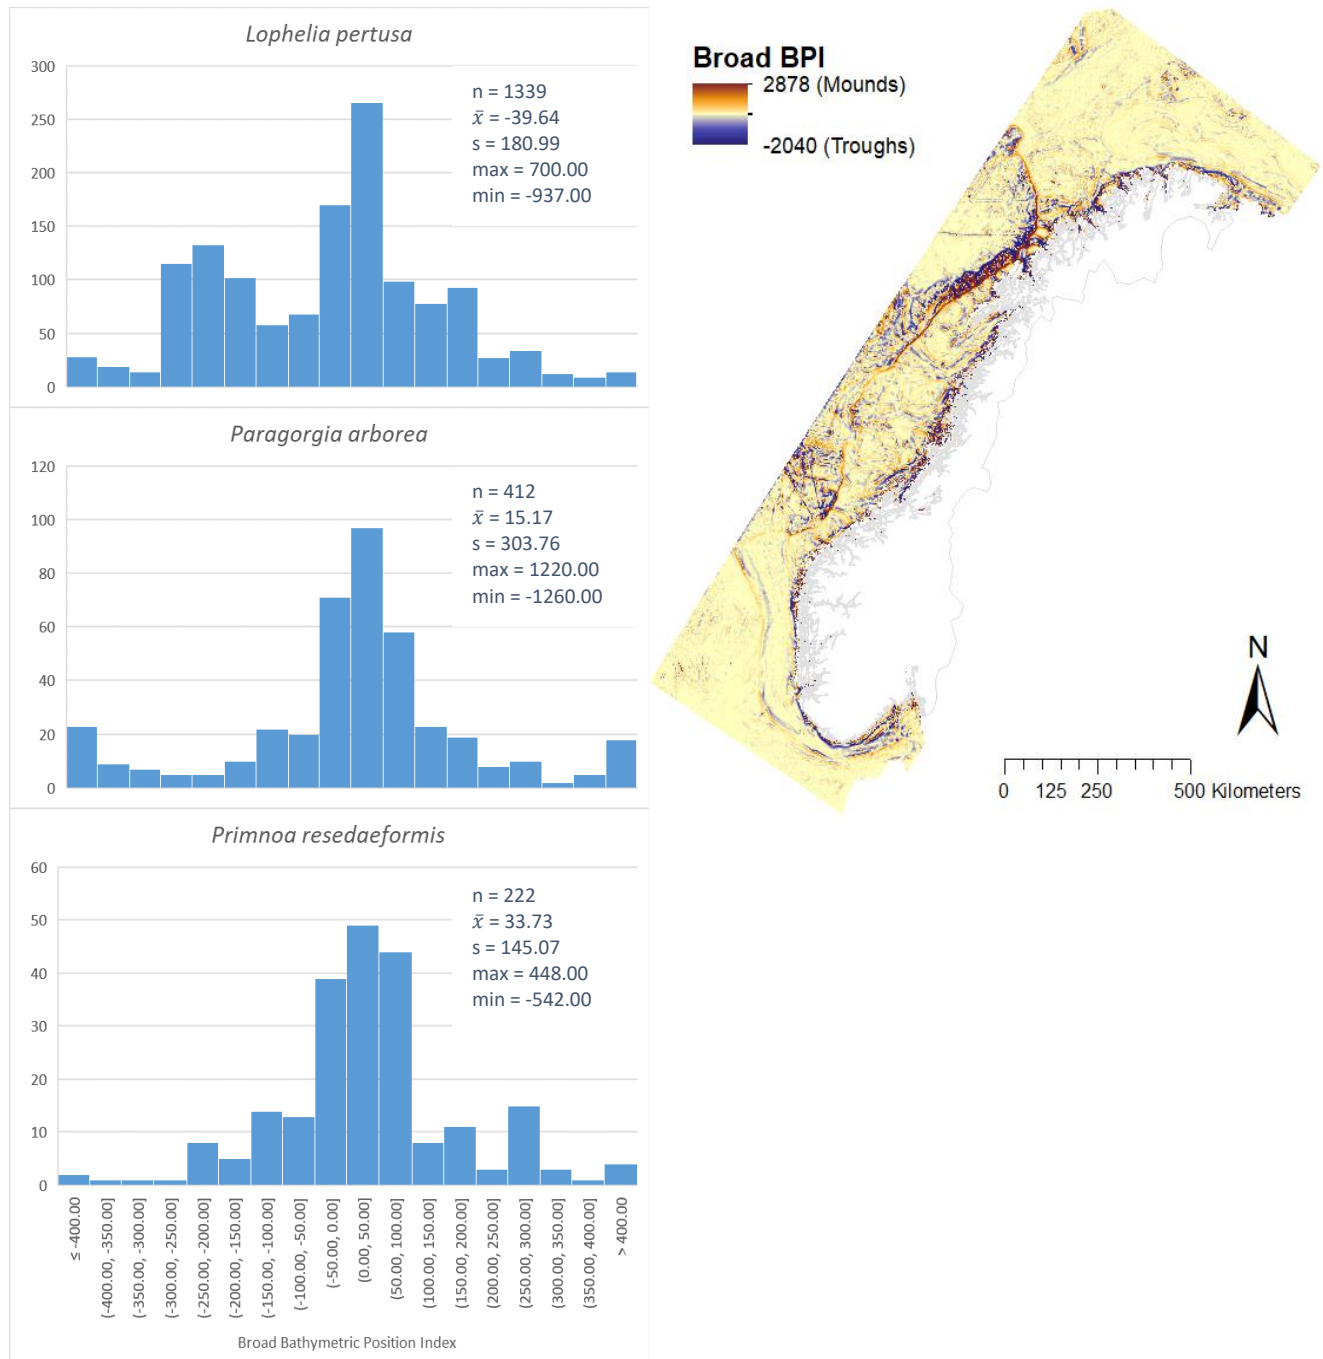 Lophelia pertusa
300
250
200
150
100
50
0
n = 1339
x̄ = -39.64
s = 180.99
max = 700.00
min = -937.00
Paragorgia arborea
120
100
80
60
40
20
0
n = 412
x̄ = 15.17
s = 303.76
max = 1220.00
min = -1260.00
Primnoa resedaeformis
60
50
40
30
20
10
0
n = 222
x̄ = 33.73
s = 145.07
max = 448.00
min = -542.00
≤ -400.00
(-400.00, -350.00]
(-350.00, -300.00]
(-300.00, -250.00]
(-250.00, -200.00]
(-200.00, -150.00]
(-150.00, -100.00]
(-100.00, -50.00]
(-50.00, 0.00]
(0.00, 50.00]
(50.00, 100.00]
(100.00, 150.00]
(150.00, 200.00]
(200.00, 250.00]
(250.00, 300.00]
(300.00, 350.00]
(350.00, 400.00]
> 400.00
Broad Bathymetric Position Index
Broad BPI
2878 (Mounds)
-2040 (Troughs)
N
0 125 250 500 Kilometers